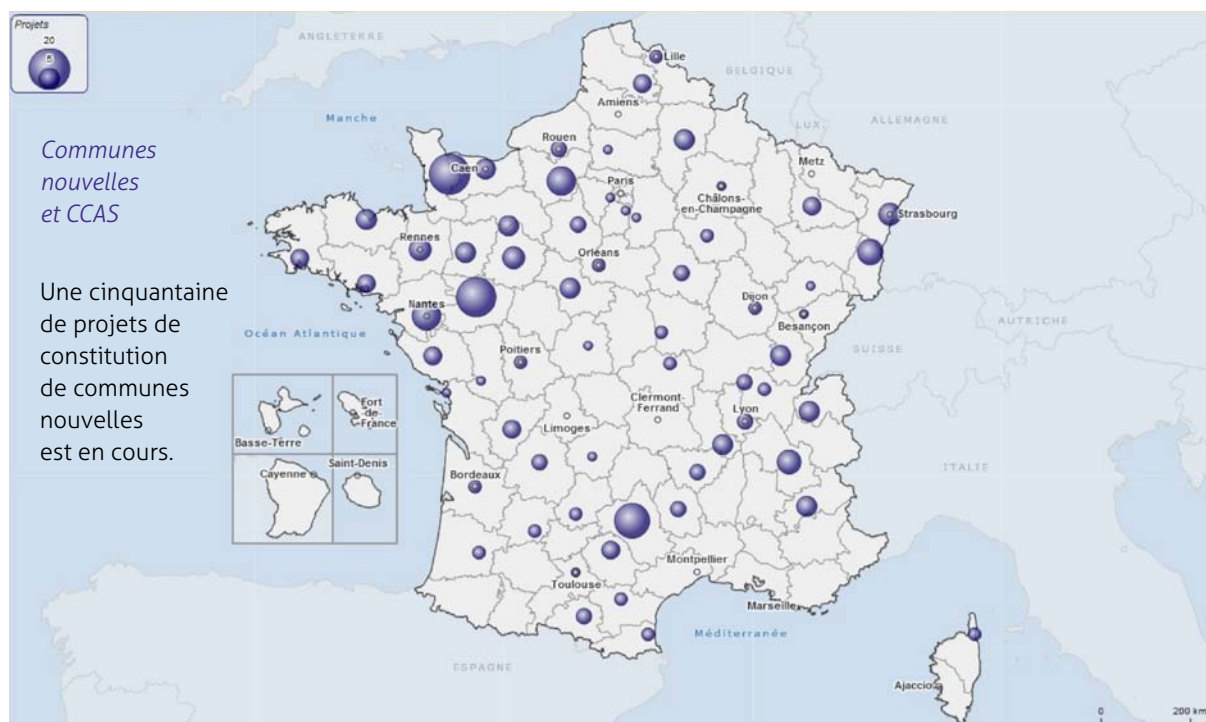 Projets
20
5
ANGLETERRE
Lille
BELGIQUE
Amiens
Manche
LUX.
ALLEMAGNE
Rouen
Metz
Communes
nouvelles
et CCAS
Caen
Paris
Châlons-
en-Champagne
Strasbourg
Rennes
Orléans
Une cinquantaine
de projets de
constitution
de communes
nouvelles
est en cours.
Nantes
Dijon
Besançon
Océan Atlantique
AUTRICHE
SUISSE
Poitiers
Clermont-
Ferrand
Lyon
Limoges
Fort
-de-
France
Basse-Terre
Cayenne
Saint-Denis
Bordeaux
ITALIE
Montpellier
Toulouse
Marseille
Méditerranée
ESPAGNE
Ajaccio
0
200 km